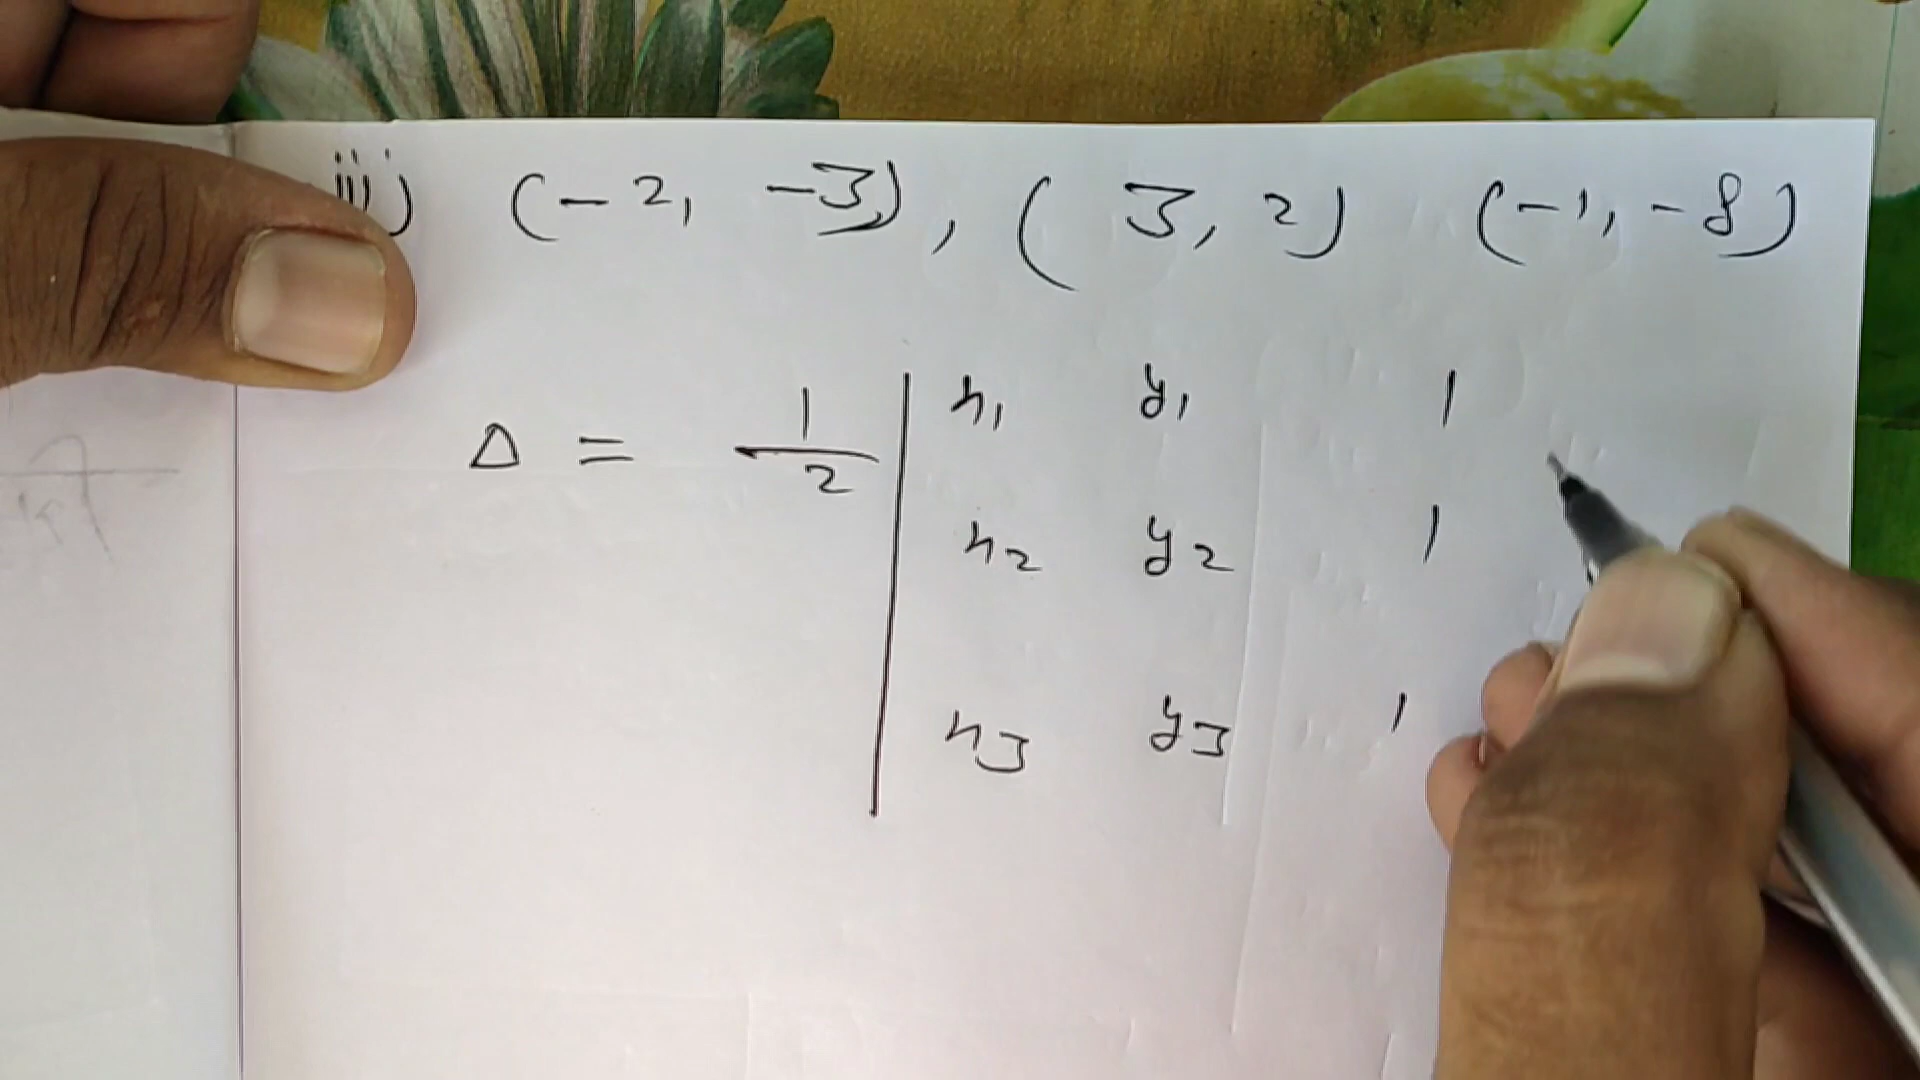 iii) (-2, -3), (3, 2) (-1, -8)
Δ = 1/2 | x1 y1 1
x2 y2 1
x3 y3 1